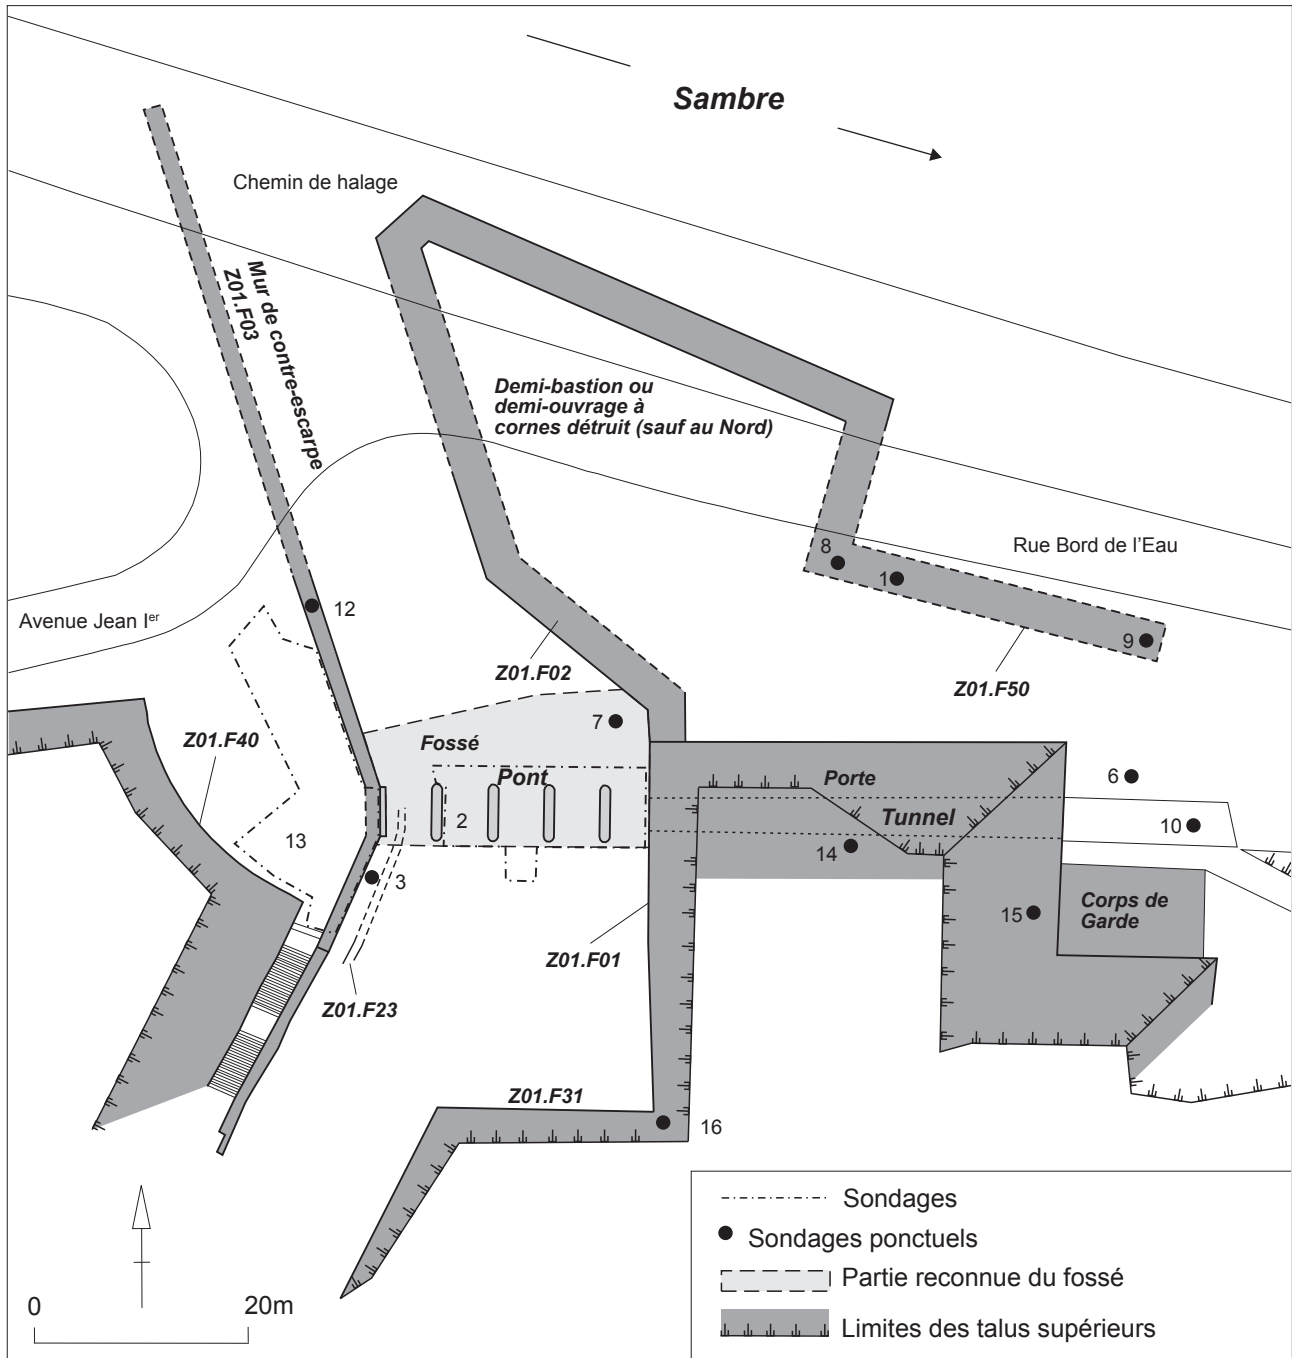 Sambre
Chemin de halage
Mur de contre-escarpe
Z01.F03
Demi-bastion ou
demi-ouvrage à
cornes détruit (sauf au Nord)
Rue Bord de l'Eau
8
1
9
12
Avenue Jean Ier
Z01.F02
Z01.F50
7
Z01.F40
Fossé
Pont
Porte
6
Tunnel
10
2
13
14
3
15
Corps de
Garde
Z01.F01
Z01.F23
Z01.F31
16
Sondages
Sondages ponctuels
Partie reconnue du fossé
Limites des talus supérieurs
0 20m